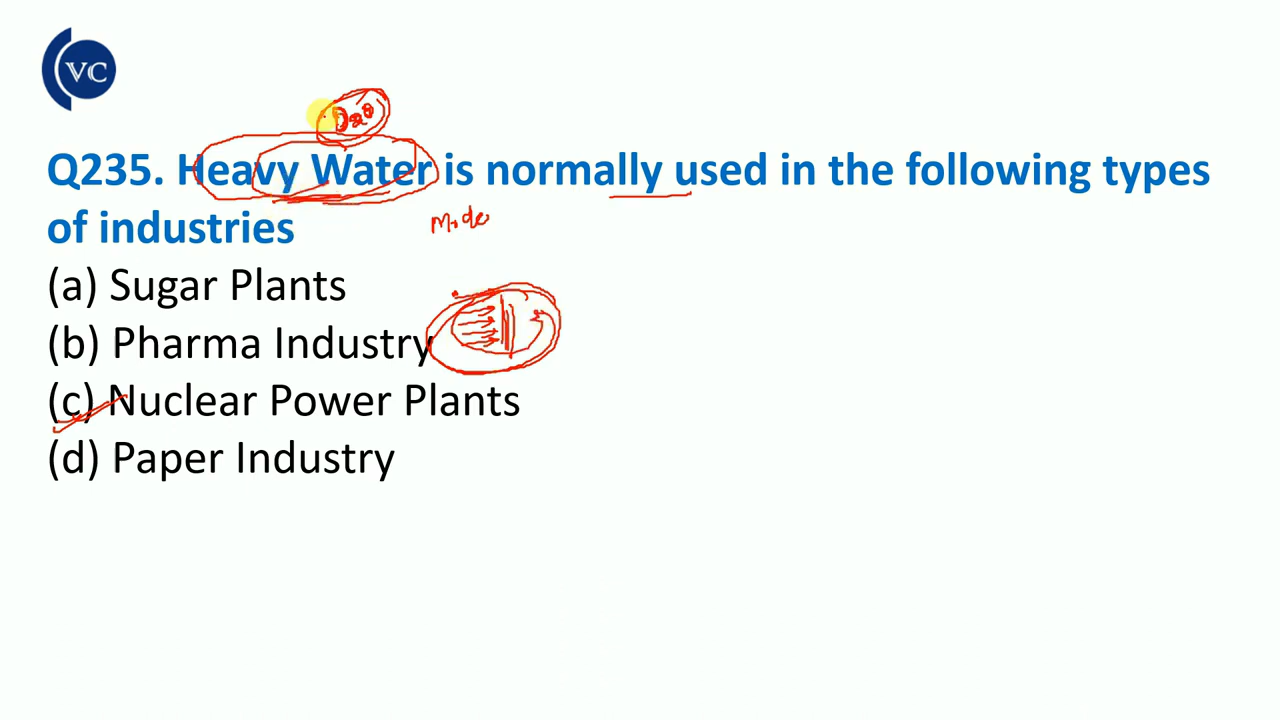 VC
D2O
Q235. Heavy Water is normally used in the following types
of industries
Mode
(a) Sugar Plants
(b) Pharma Industry
(c) Nuclear Power Plants
(d) Paper Industry